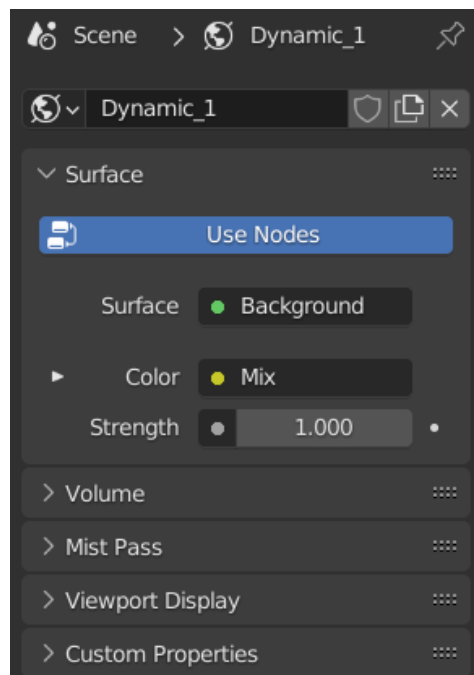 Scene > Dynamic_1
Dynamic_1
Surface
Use Nodes
Surface Background
Color Mix
Strength 1.000
Volume
Mist Pass
Viewport Display
Custom Properties